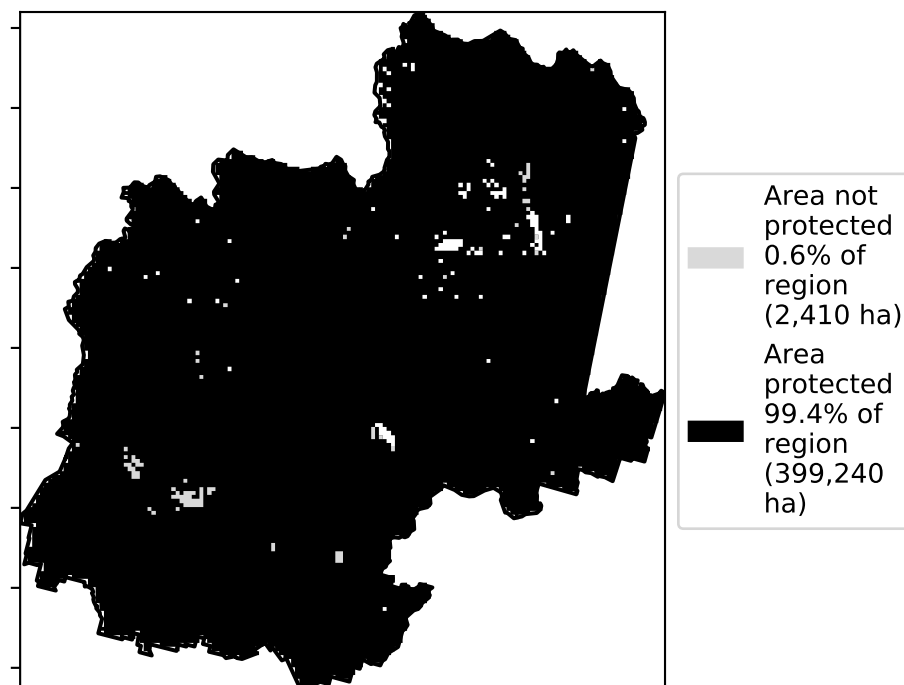 Area not
protected
0.6% of
region
(2,410 ha)
Area
protected
99.4% of
region
(399,240
ha)